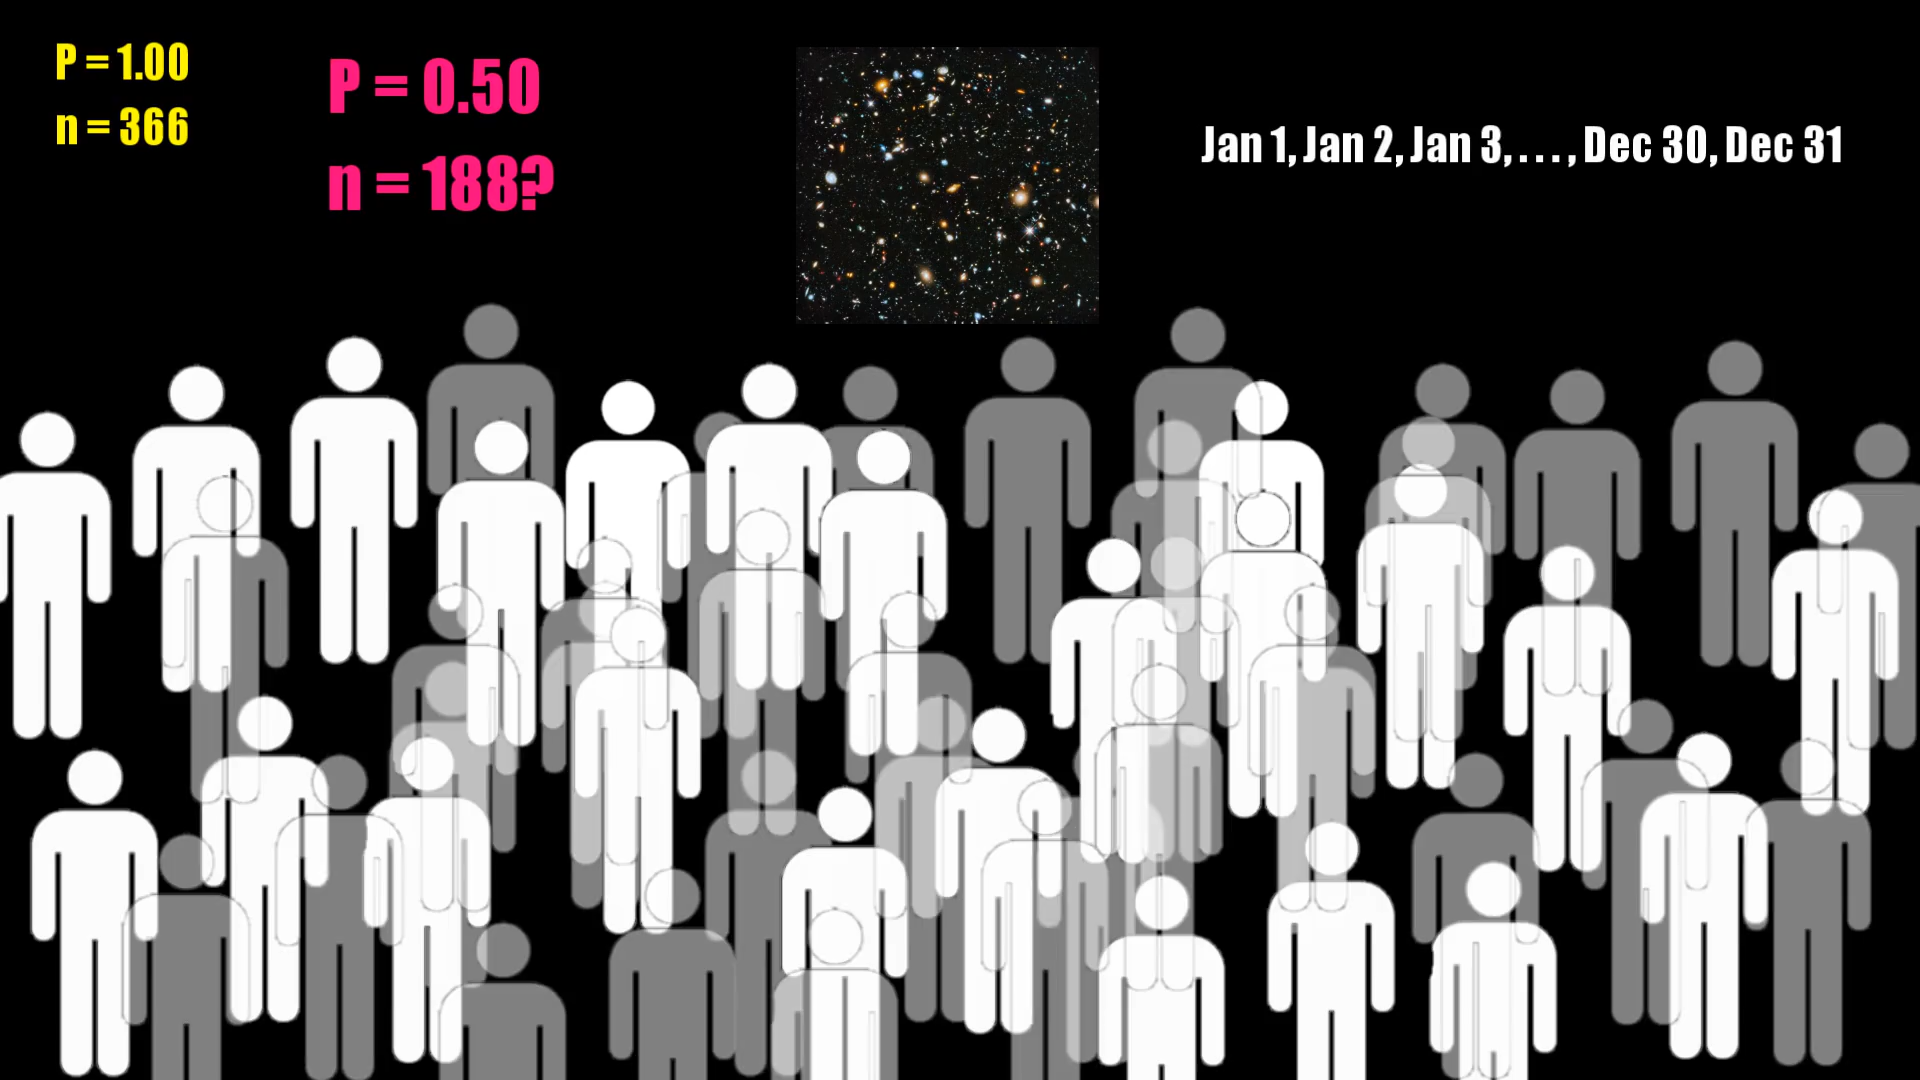 P = 1.00
n = 366
P = 0.50
n = 188?
Jan 1, Jan 2, Jan 3, . . . , Dec 30, Dec 31